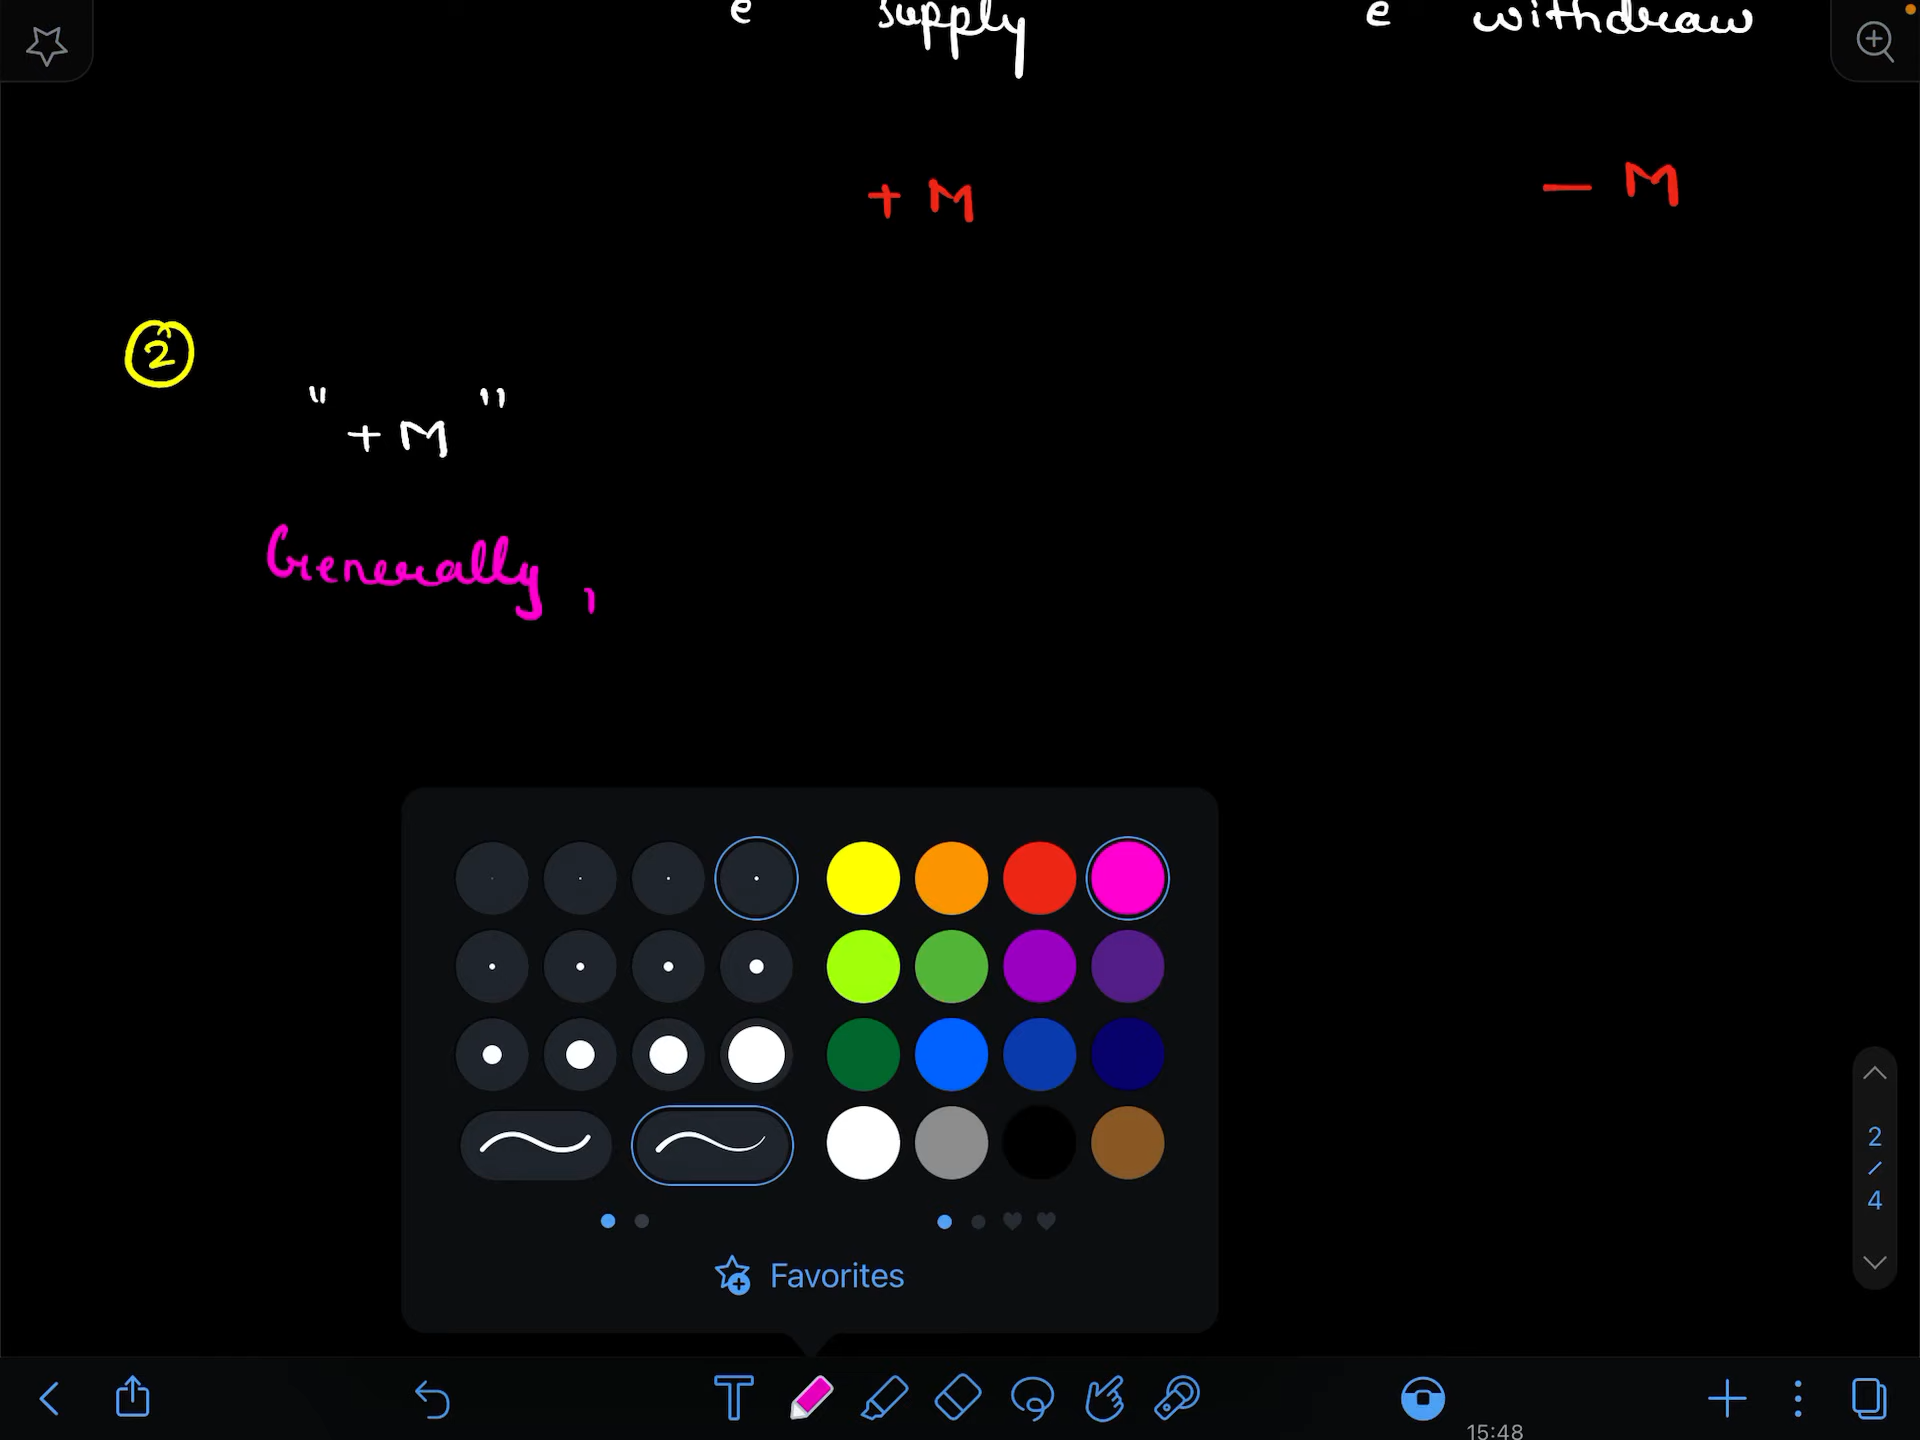 e supply e withdraw
+ M - M
2
" + M "
Generally ,
2
/
4
Favorites
T
15:48